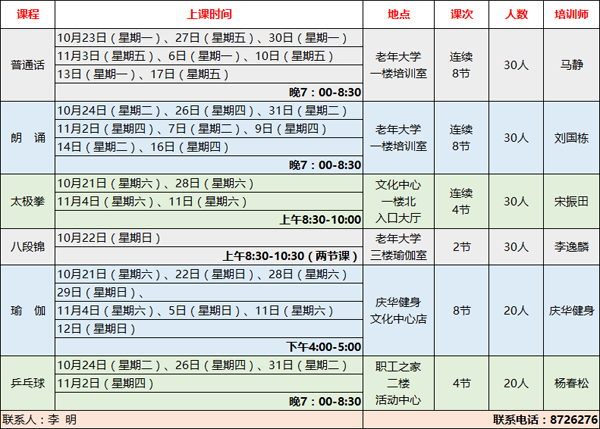 课程 上课时间 地点 课次 人数 培训师
普通话
10月23日（星期一）、27日（星期五）、30日（星期一）
11月3日（星期五）、6日（星期一）、10日（星期五）
13日（星期一）、17日（星期五）
晚7：00-8:30
老年大学
一楼培训室
连续
8节
30人
马静
朗 诵
10月24日（星期二）、26日（星期四）、31日（星期二）
11月2日（星期四）、7日（星期二）、9日（星期四）
14日（星期二）、16日（星期四）
晚7：00-8:30
老年大学
一楼培训室
连续
8节
30人
刘国栋
太极拳
10月21日（星期六）、28日（星期六）
11月4日（星期六）、11日（星期六）
上午8:30-10:00
文化中心
一楼北
入口大厅
连续
4节
30人
宋振田
八段锦
10月22日（星期日）
上午8:30-10:30（两节课）
老年大学
三楼瑜伽室
2节
30人
李逸麟
瑜 伽
10月21日（星期六）、22日（星期日）、28日（星期六）
29日（星期日）、
11月4日（星期六）、5日（星期日）、11日（星期六）
12日（星期日）
下午4:00-5:00
庆华健身
文化中心店
8节
20人
庆华健身
乒乓球
10月24日（星期二）、26日（星期四）、31日（星期二）
11月2日（星期四）
晚7：00-8:30
职工之家
二楼
活动中心
4节
20人
杨春松
联系人：李 明 联系电话：8726276